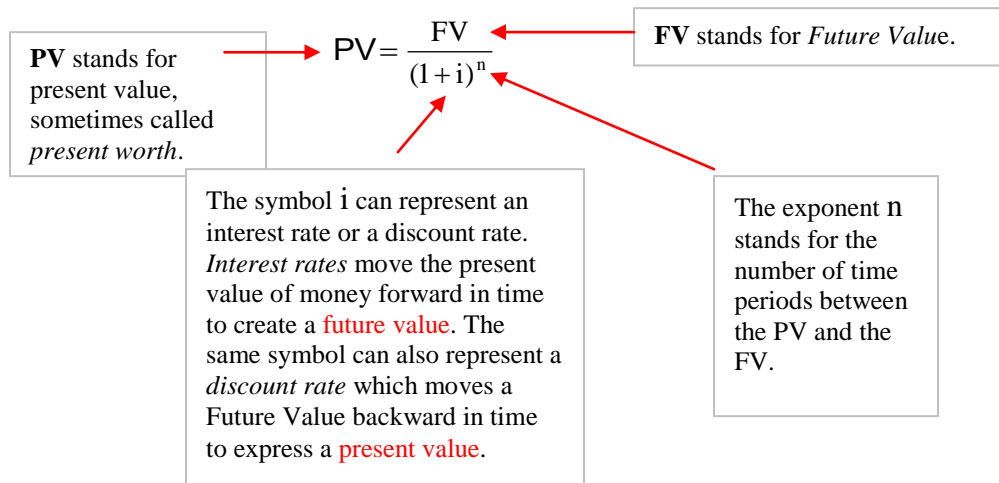 PV stands for
present value,
sometimes called
present worth.
PV = FV / (1 + i)^n
FV stands for Future Value.
The symbol i can represent an
interest rate or a discount rate.
Interest rates move the present
value of money forward in time
to create a future value. The
same symbol can also represent a
discount rate which moves a
Future Value backward in time
to express a present value.
The exponent n
stands for the
number of time
periods between
the PV and the
FV.